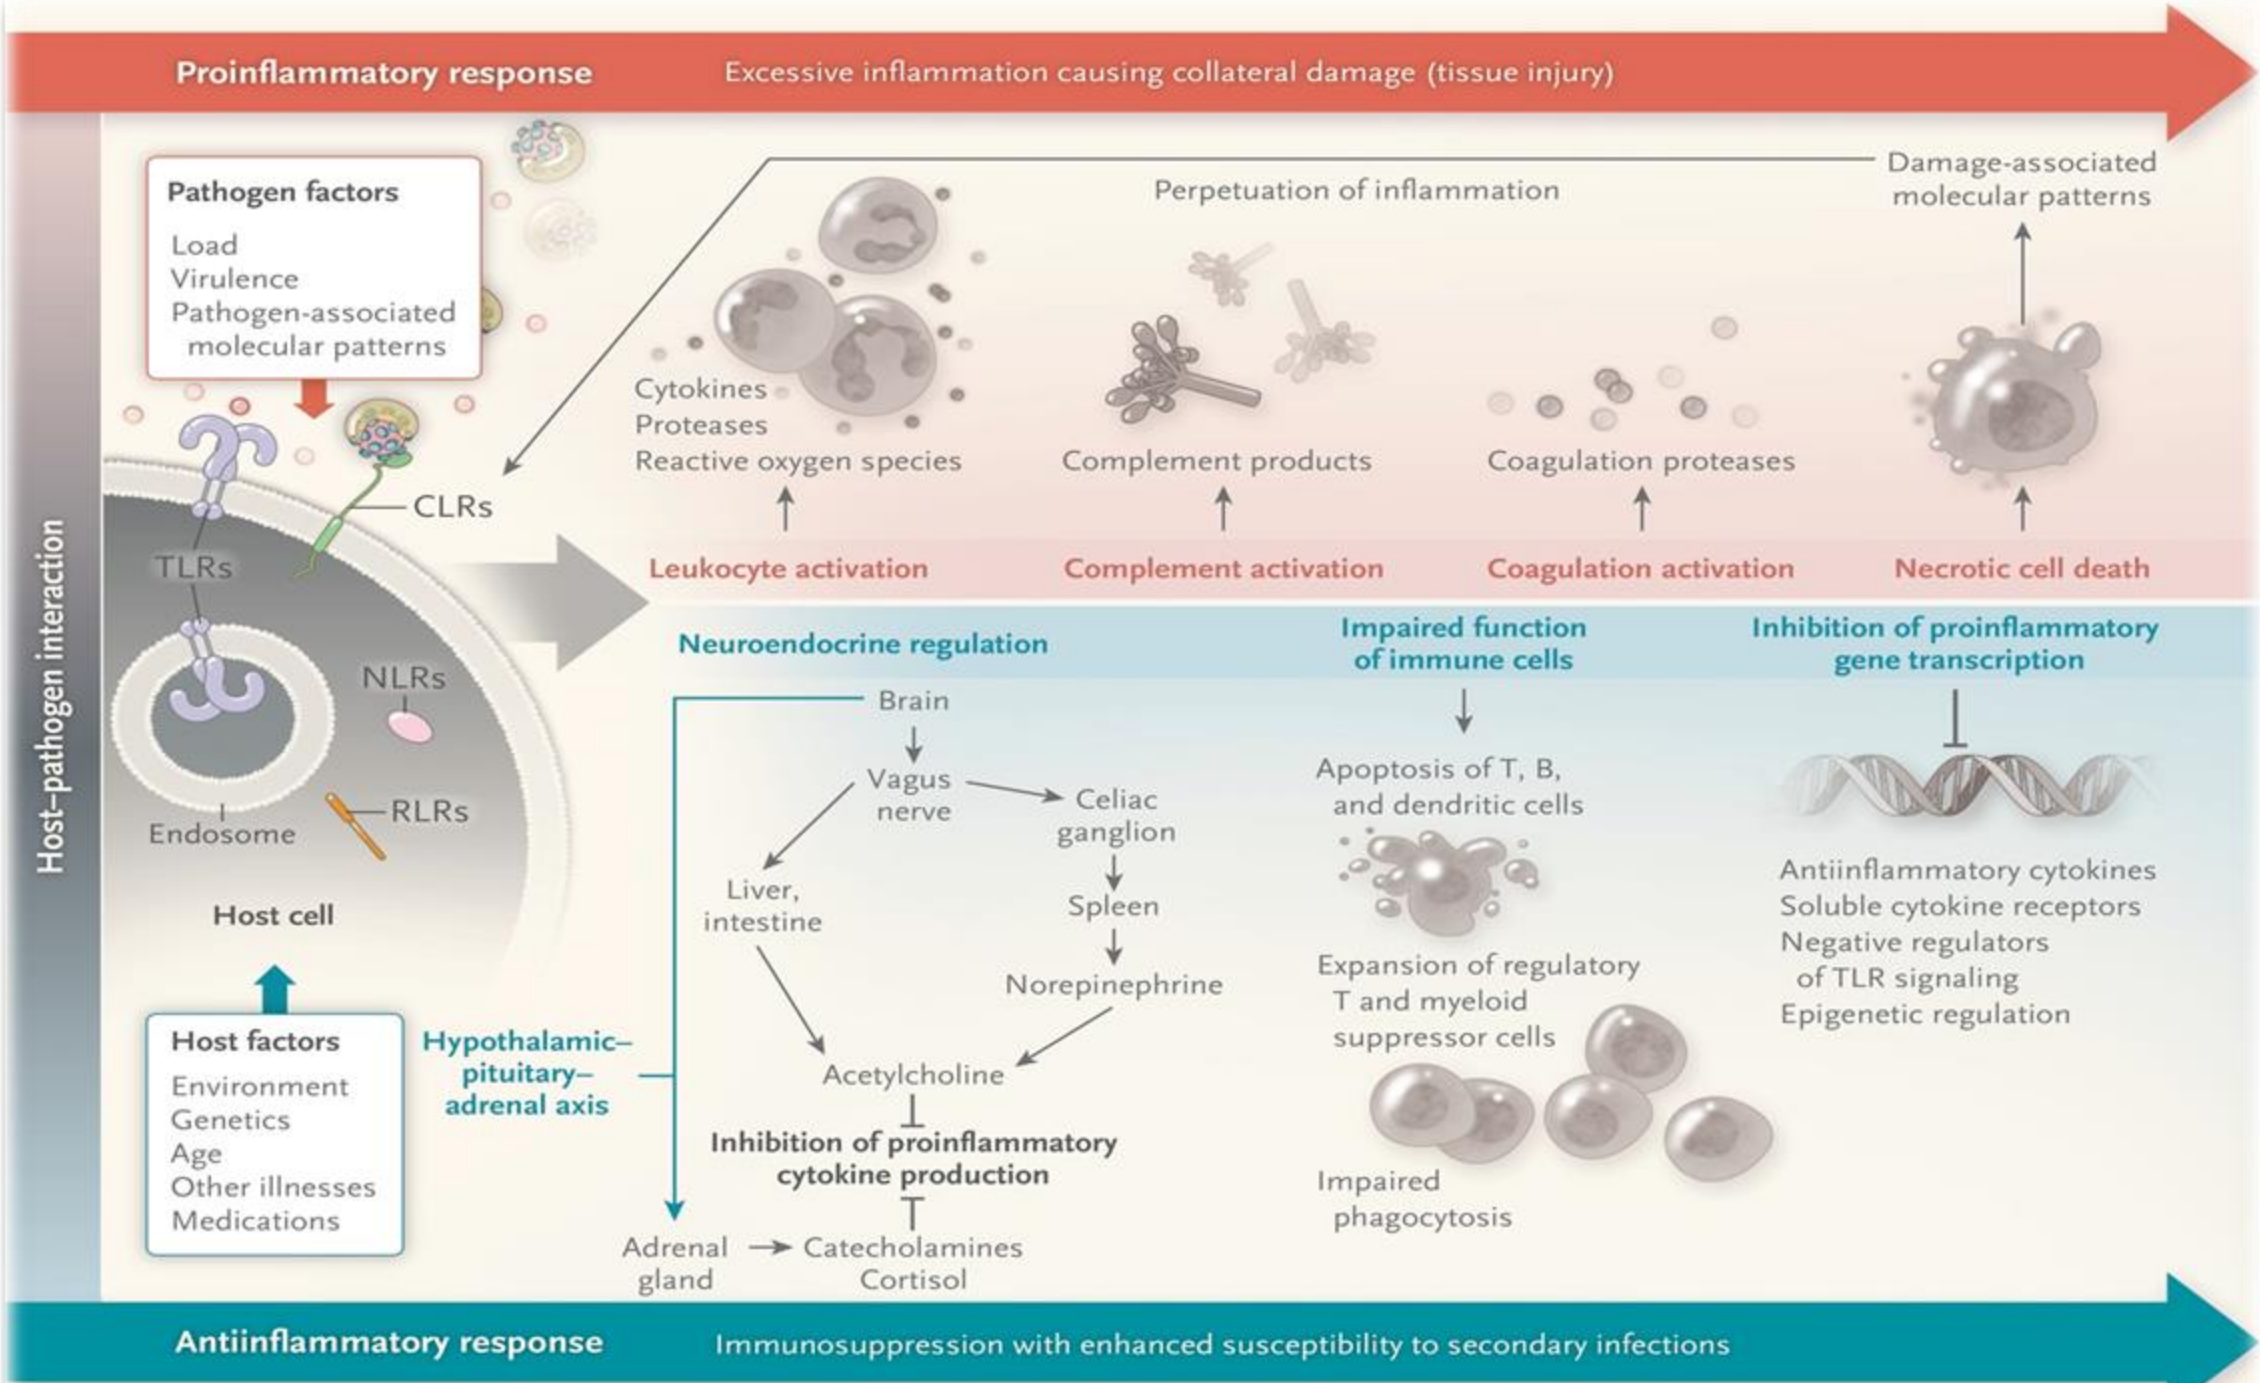 Proinflammatory response
Excessive inflammation causing collateral damage (tissue injury)
Host–pathogen interaction
Pathogen factors
Load
Virulence
Pathogen-associated
molecular patterns
CLRs
TLRs
NLRs
RLRs
Endosome
Host cell
Host factors
Environment
Genetics
Age
Other illnesses
Medications
Damage-associated
molecular patterns
Perpetuation of inflammation
Cytokines
Proteases
Reactive oxygen species
Complement products
Coagulation proteases
Leukocyte activation
Complement activation
Coagulation activation
Necrotic cell death
Neuroendocrine regulation
Brain
Vagus
nerve
Celiac
ganglion
Liver,
intestine
Spleen
Norepinephrine
Hypothalamic–
pituitary–
adrenal axis
Acetylcholine
Inhibition of proinflammatory
cytokine production
Adrenal
gland
Catecholamines
Cortisol
Impaired function
of immune cells
Apoptosis of T, B,
and dendritic cells
Expansion of regulatory
T and myeloid
suppressor cells
Impaired
phagocytosis
Inhibition of proinflammatory
gene transcription
Antiinflammatory cytokines
Soluble cytokine receptors
Negative regulators
of TLR signaling
Epigenetic regulation
Antiinflammatory response
Immunosuppression with enhanced susceptibility to secondary infections